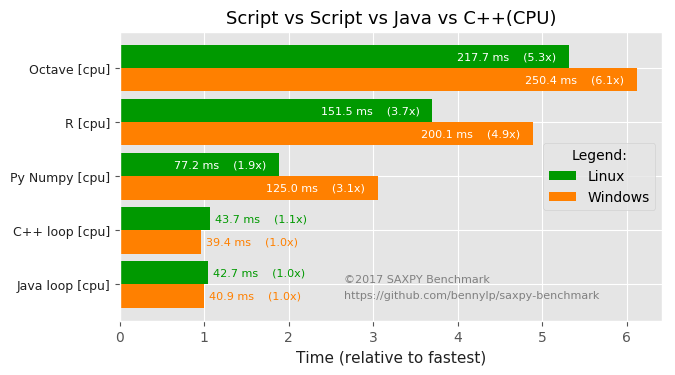 Script vs Script vs Java vs C++(CPU)
Octave [cpu]
217.7 ms (5.3x)
250.4 ms (6.1x)
R [cpu]
151.5 ms (3.7x)
200.1 ms (4.9x)
Py Numpy [cpu]
77.2 ms (1.9x)
125.0 ms (3.1x)
C++ loop [cpu]
43.7 ms (1.1x)
39.4 ms (1.0x)
Java loop [cpu]
42.7 ms (1.0x)
40.9 ms (1.0x)
Legend:
Linux
Windows
©2017 SAXPY Benchmark
https://github.com/bennylp/saxpy-benchmark
0 1 2 3 4 5 6
Time (relative to fastest)